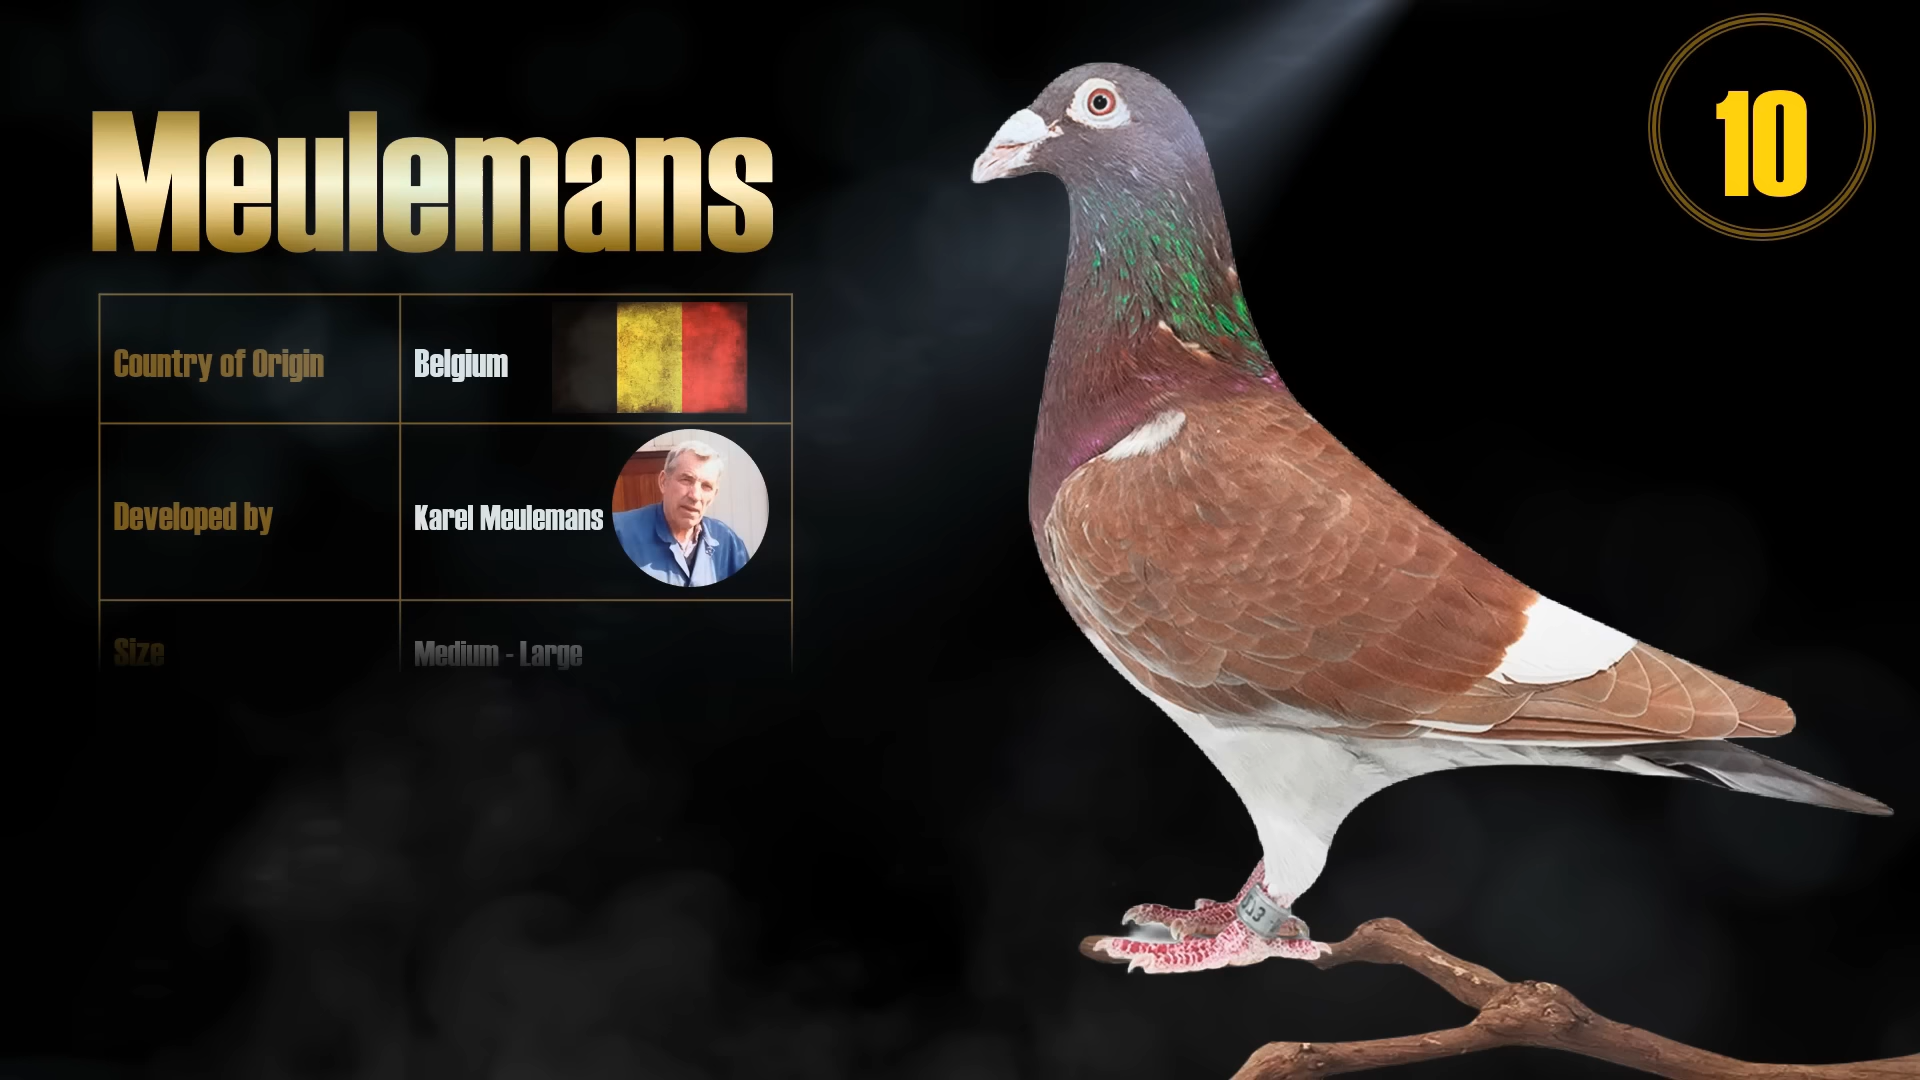 Meulemans
10
Country of Origin
Belgium
Developed by
Karel Meulemans
Size
Medium - Large